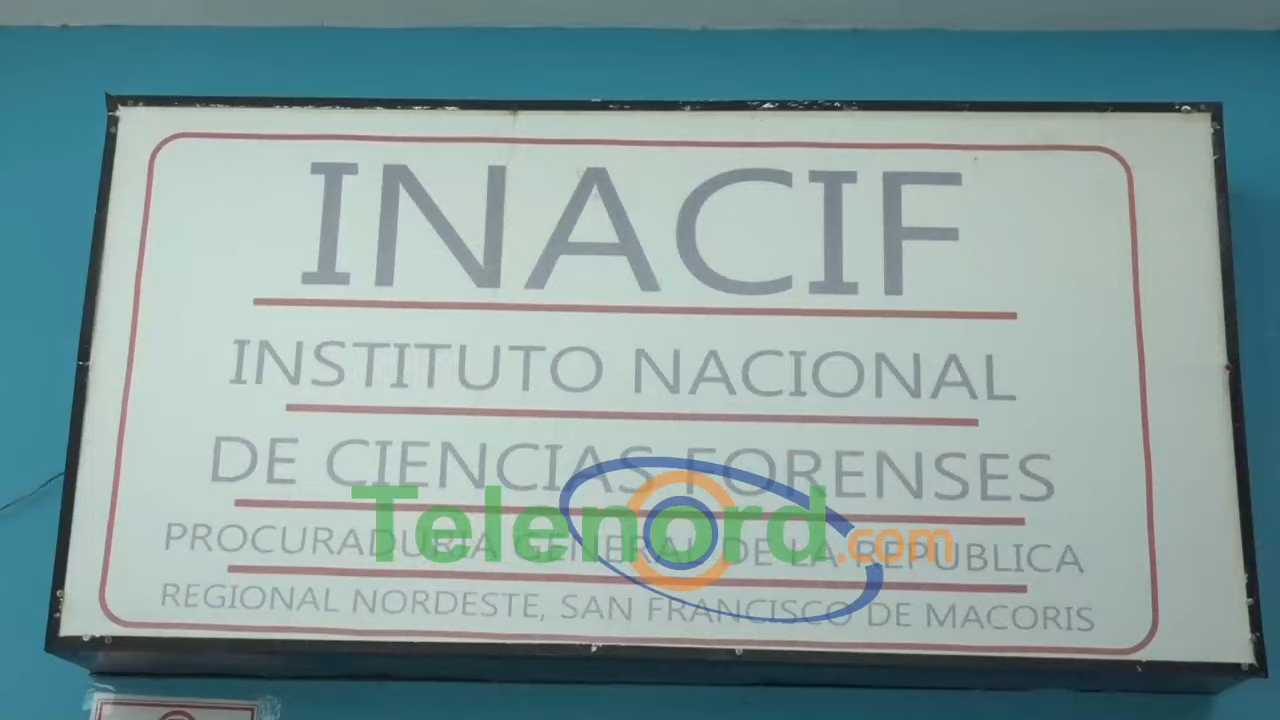 INACIF
INSTITUTO NACIONAL
DE CIENCIAS FORENSES
Telenord.com
PROCURADURIA GENERAL DE LA REPUBLICA
REGIONAL NORDESTE, SAN FRANCISCO DE MACORIS